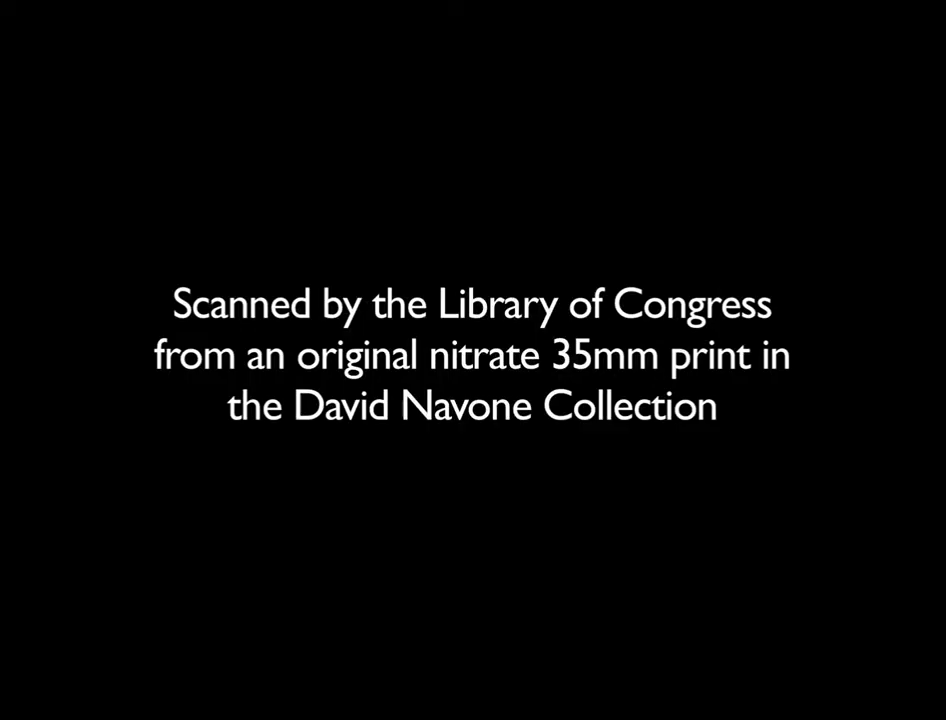 Scanned by the Library of Congress
from an original nitrate 35mm print in
the David Navone Collection